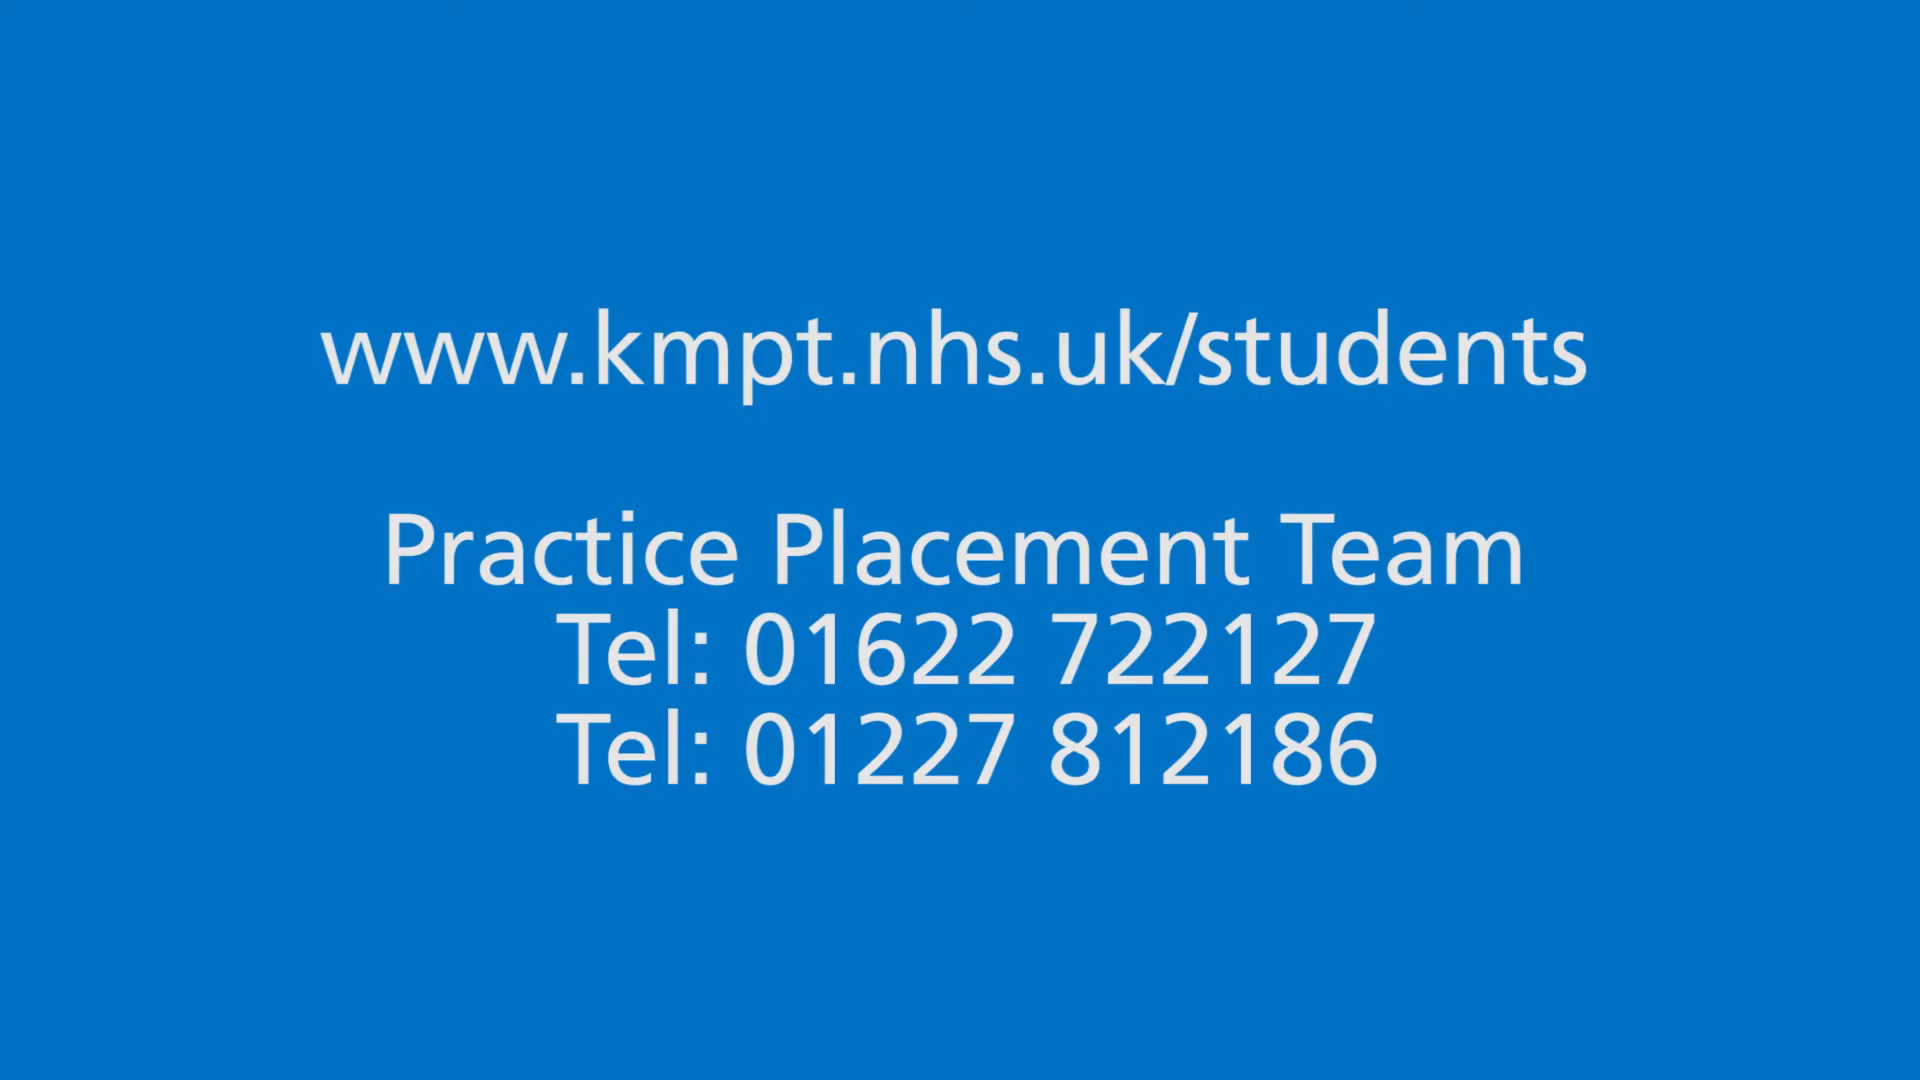 www.kmpt.nhs.uk/students
Practice Placement Team
Tel: 01622 722127
Tel: 01227 812186